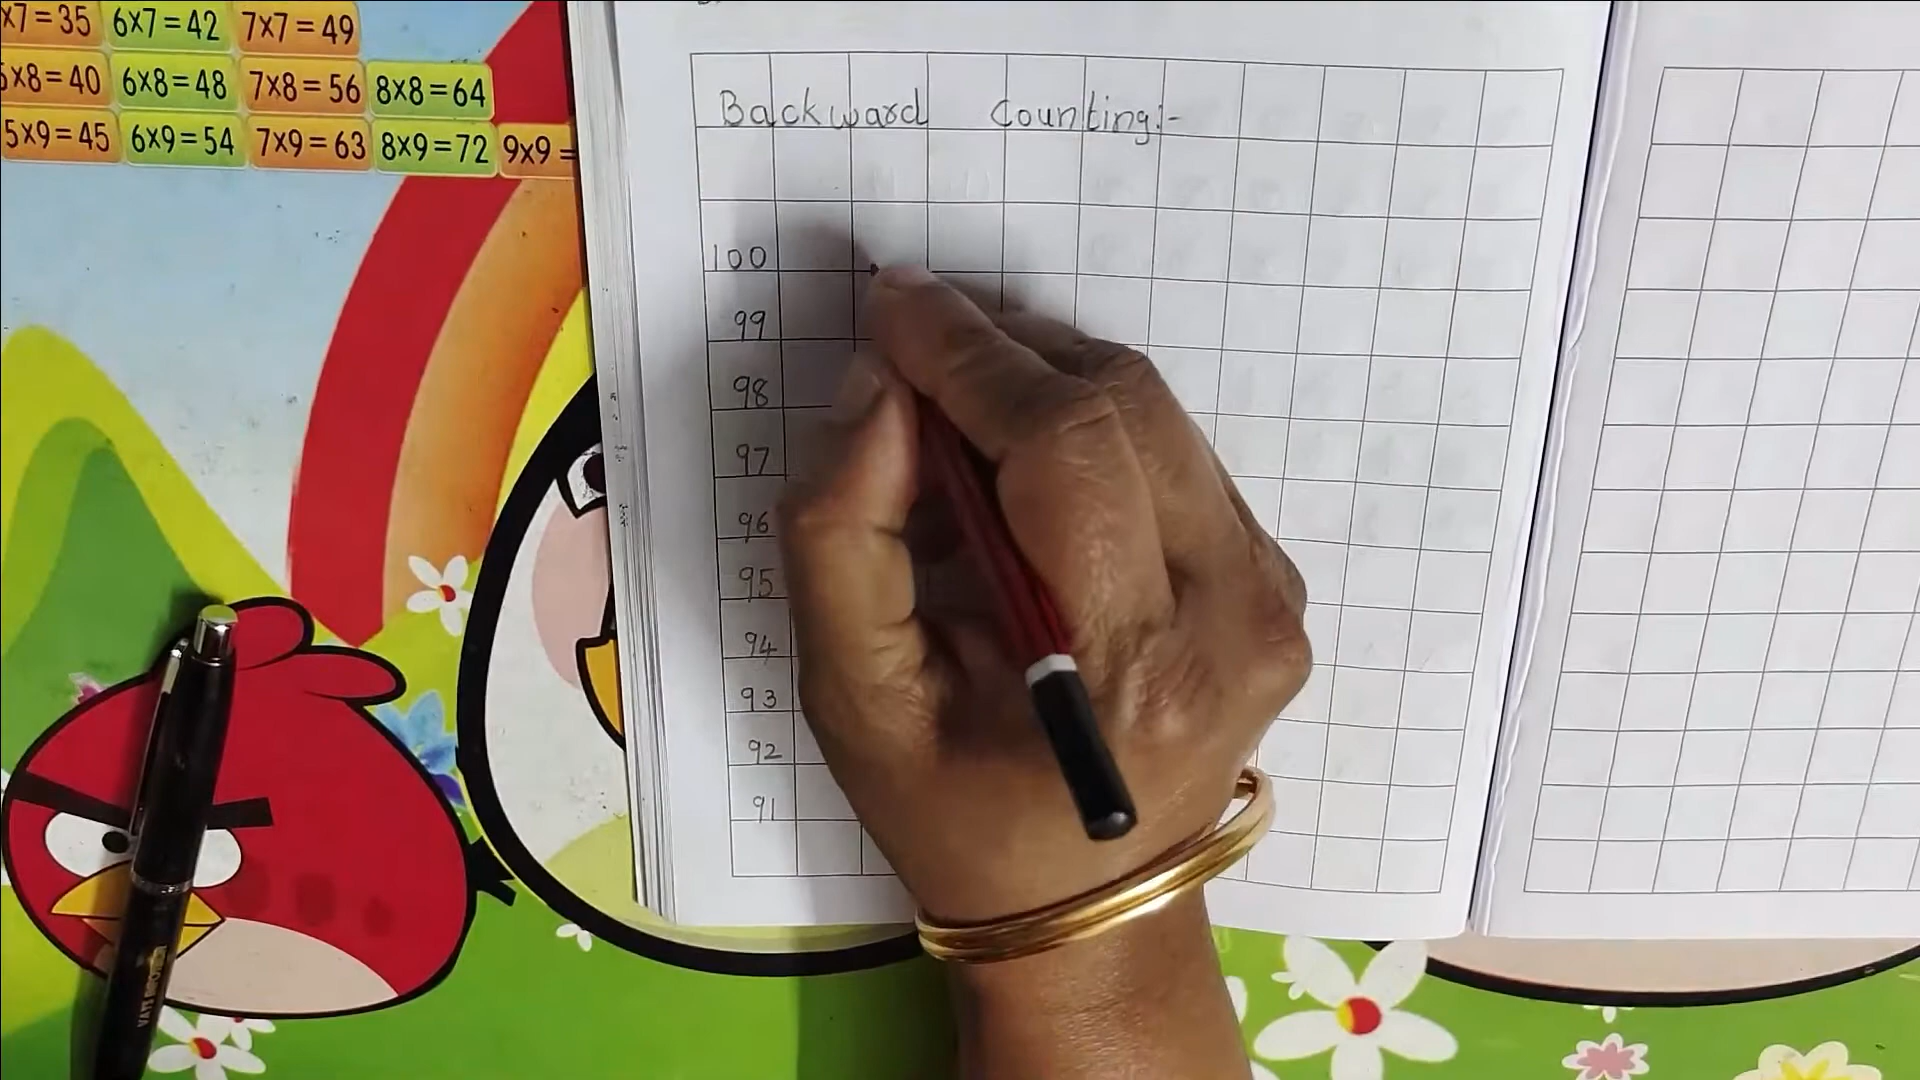 x7=35 6x7=42 7x7=49
5x8=40 6x8=48 7x8=56 8x8=64
5x9=45 6x9=54 7x9=63 8x9=72 9x9=
Backward Counting:-
100
99
98
97
96
95
94
93
92
91